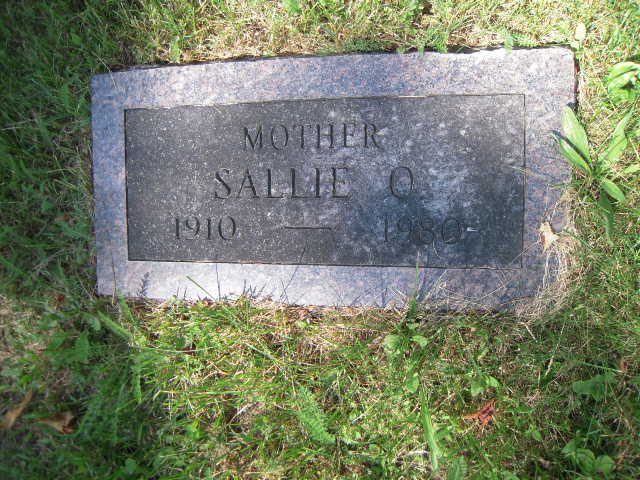 MOTHER
SALLIE O
1910 — 1980